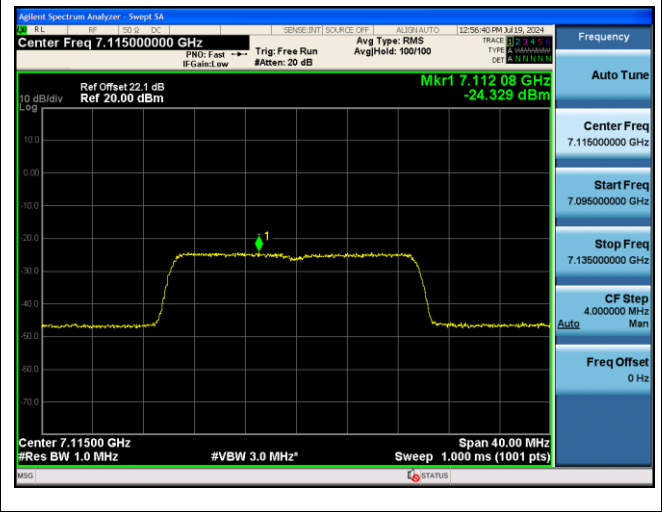 Agilent Spectrum Analyzer - Swept SA
RL RF 50 Ω DC SENSE:INT SOURCE OFF ALIGN AUTO 12:56:40 PM Jul 19, 2024
Center Freq 7.115000000 GHz
PNO: Fast
IFGain:Low
Trig: Free Run
#Atten: 20 dB
Avg Type: RMS
Avg|Hold: 100/100
TRACE 1 2 3 4 5 6
TYPE A
DET A N N N N N
Ref Offset 22.1 dB
Ref 20.00 dBm
Mkr1 7.112 08 GHz
-24.329 dBm
10 dB/div
Log
10.0
0.00
-10.0
-20.0
-30.0
-40.0
-50.0
-60.0
-70.0
1
Center 7.11500 GHz
Span 40.00 MHz
#Res BW 1.0 MHz
#VBW 3.0 MHz*
Sweep 1.000 ms (1001 pts)
MSG
STATUS
Frequency
Auto Tune
Center Freq
7.115000000 GHz
Start Freq
7.095000000 GHz
Stop Freq
7.135000000 GHz
CF Step
4.000000 MHz
Auto Man
Freq Offset
0 Hz